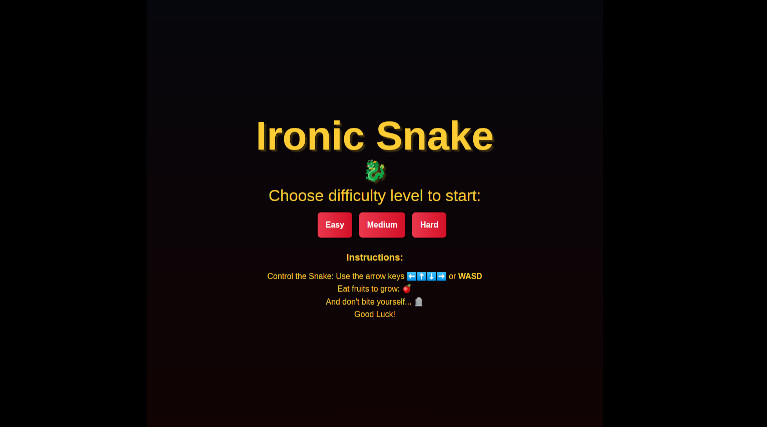 Ironic Snake
🐉
Choose difficulty level to start:
Easy Medium Hard
Instructions:
Control the Snake: Use the arrow keys ⬅️⬆️⬇️➡️ or WASD
Eat fruits to grow: 🍎
And don't bite yourself... 🪦
Good Luck!